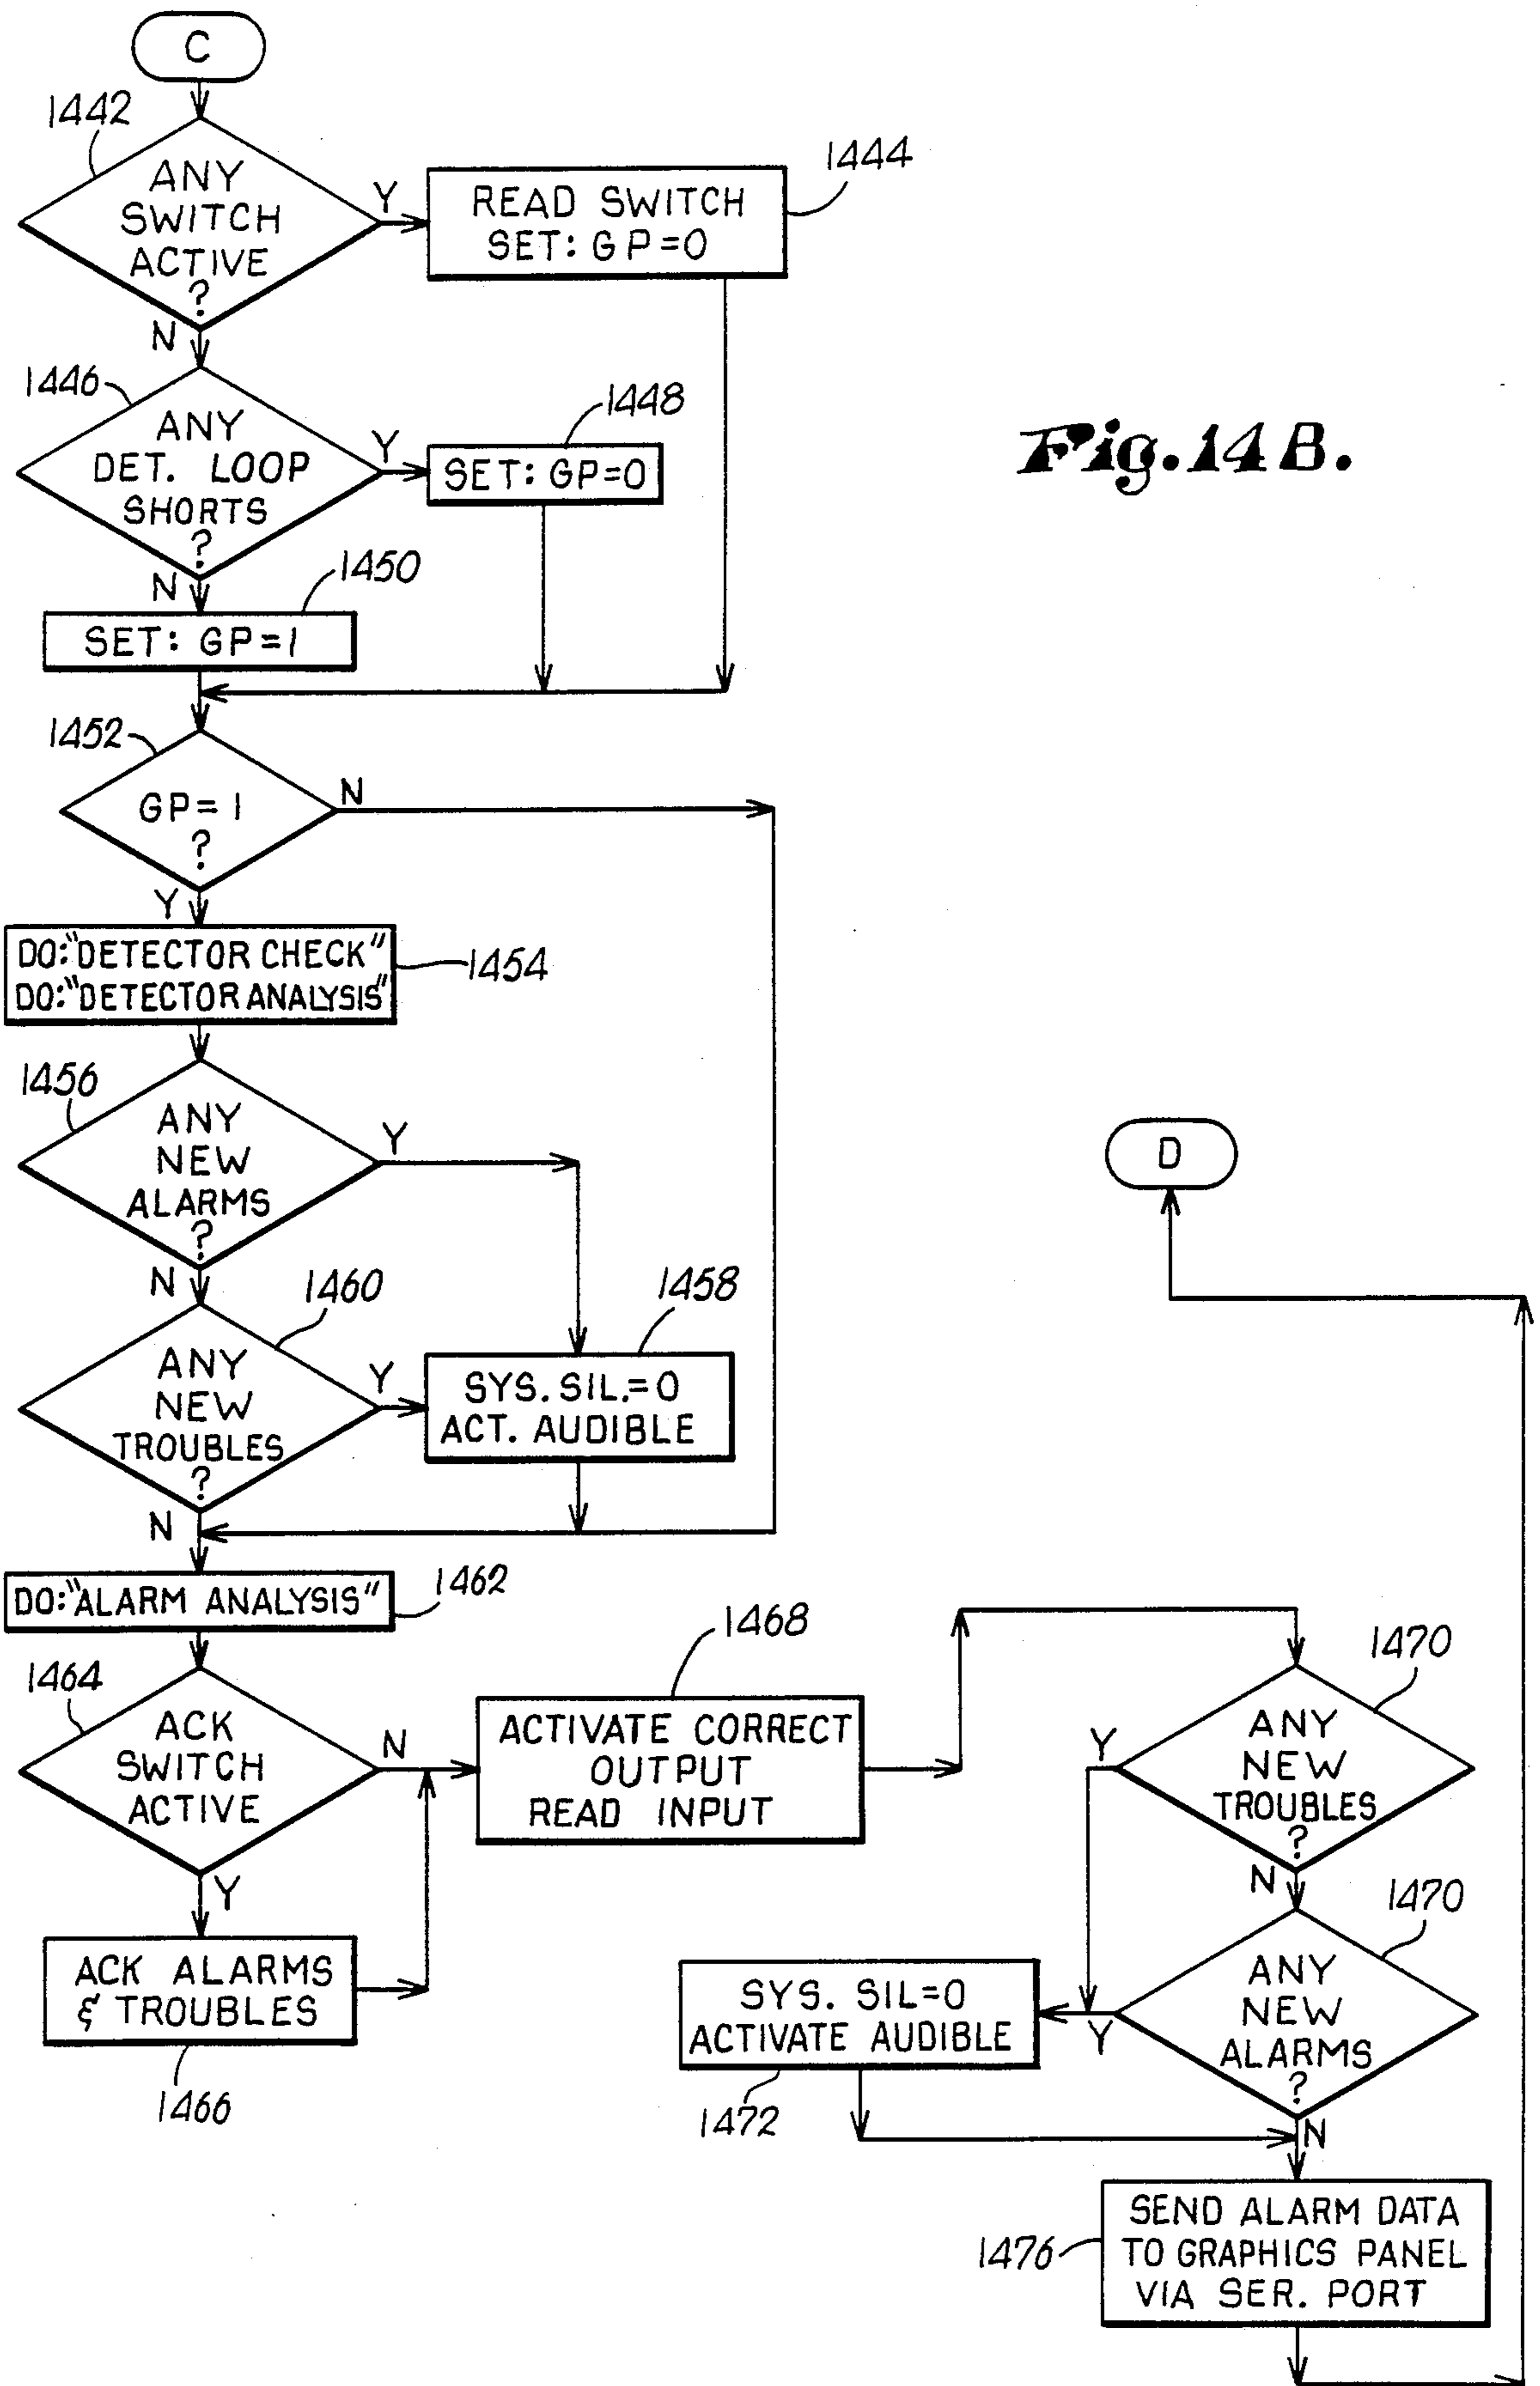 C
1442
ANY
SWITCH
ACTIVE
?
Y
N
1444
READ SWITCH
SET: GP=0
1446
ANY
DET. LOOP
SHORTS
?
Y
N
1448
SET: GP=0
Fig.14B.
1450
SET: GP=1
1452
GP=1
?
N
Y
DO:"DETECTOR CHECK"
DO:"DETECTOR ANALYSIS"
1454
1456
ANY
NEW
ALARMS
?
Y
N
D
1460
ANY
NEW
TROUBLES
?
Y
N
1458
SYS. SIL.=0
ACT. AUDIBLE
DO:"ALARM ANALYSIS"
1462
1464
ACK
SWITCH
ACTIVE
N
Y
1468
ACTIVATE CORRECT
OUTPUT
READ INPUT
1470
ANY
NEW
TROUBLES
?
Y
N
ACK ALARMS
& TROUBLES
1466
1470
ANY
NEW
ALARMS
?
Y
N
SYS. SIL=0
ACTIVATE AUDIBLE
1472
1476
SEND ALARM DATA
TO GRAPHICS PANEL
VIA SER. PORT